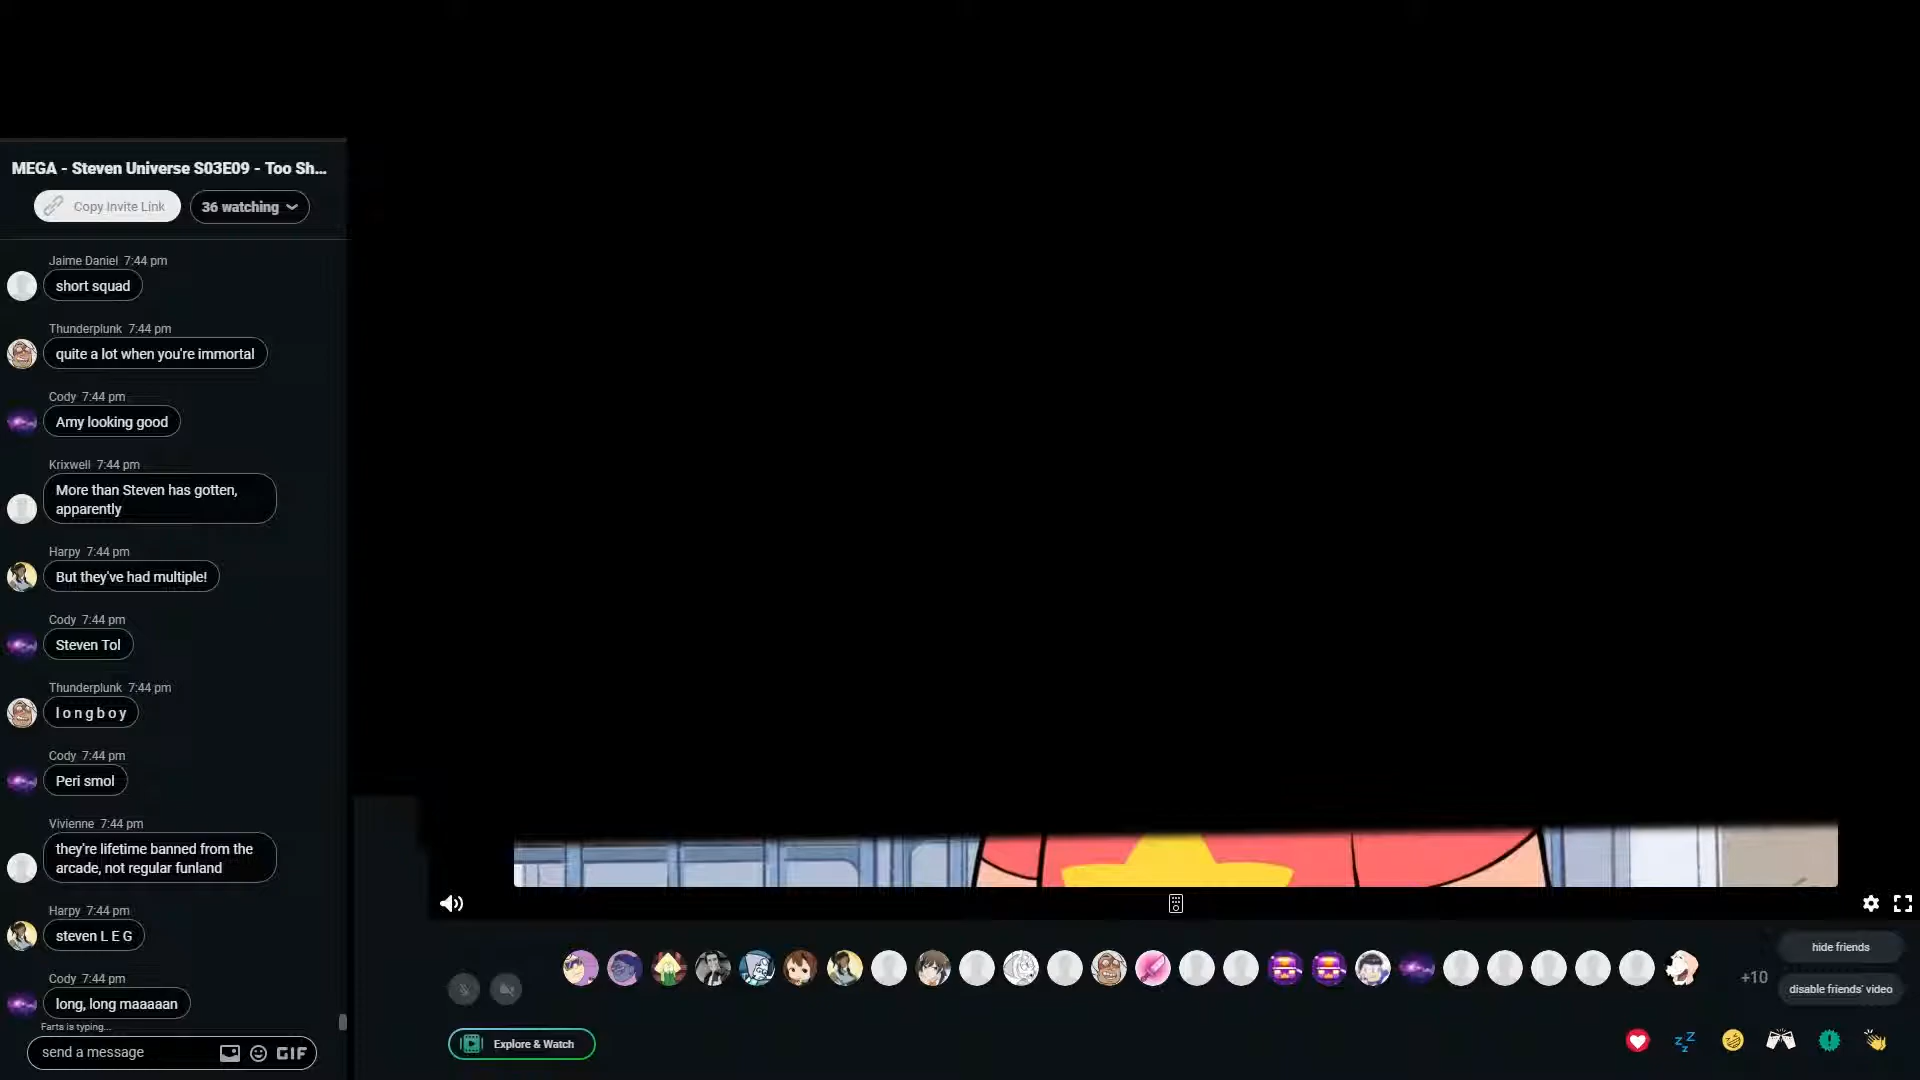 MEGA - Steven Universe S03E09 - Too Sh...
Copy Invite Link
36 watching
Jaime Daniel 7:44 pm
short squad
Thunderplunk 7:44 pm
quite a lot when you're immortal
Cody 7:44 pm
Amy looking good
Krixwell 7:44 pm
More than Steven has gotten,
apparently
Harpy 7:44 pm
But they've had multiple!
Cody 7:44 pm
Steven Tol
Thunderplunk 7:44 pm
l o n g b o y
Cody 7:44 pm
Peri smol
Vivienne 7:44 pm
they're lifetime banned from the
arcade, not regular funland
Harpy 7:44 pm
steven L E G
Cody 7:44 pm
long, long maaaaan
Farts is typing...
send a message
GIF
+10
hide friends
disable friends' video
Explore & Watch
z z Z